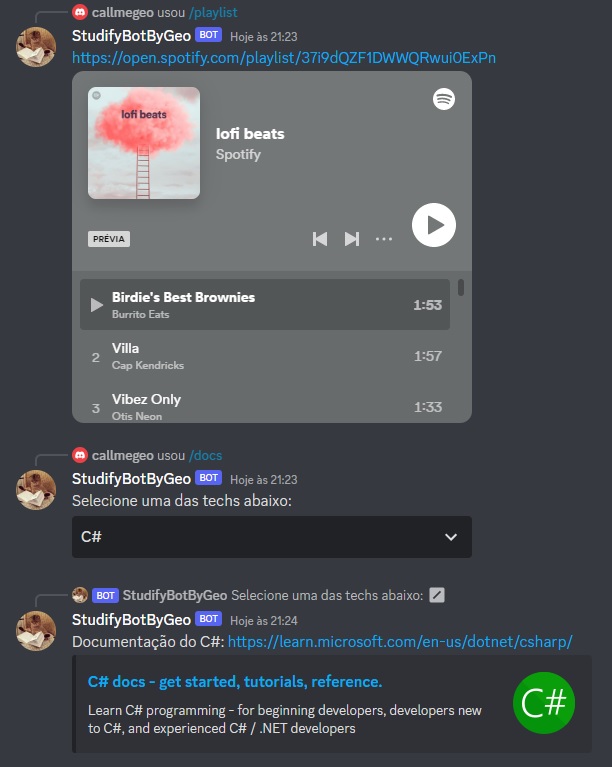 callmegeo usou /playlist
StudifyBotByGeo BOT Hoje às 21:23
https://open.spotify.com/playlist/37i9dQZF1DWWQRwui0ExPn
lofi beats
lofi beats
Spotify
PRÉVIA
Birdie's Best Brownies
Burrito Eats
1:53
2
Villa
Cap Kendricks
1:57
3
Vibez Only
Otis Neon
1:33
callmegeo usou /docs
StudifyBotByGeo BOT Hoje às 21:23
Selecione uma das techs abaixo:
C#
BOT StudifyBotByGeo Selecione uma das techs abaixo:
StudifyBotByGeo BOT Hoje às 21:24
Documentação do C#: https://learn.microsoft.com/en-us/dotnet/csharp/
C# docs - get started, tutorials, reference.
Learn C# programming - for beginning developers, developers new
to C#, and experienced C# / .NET developers
C#